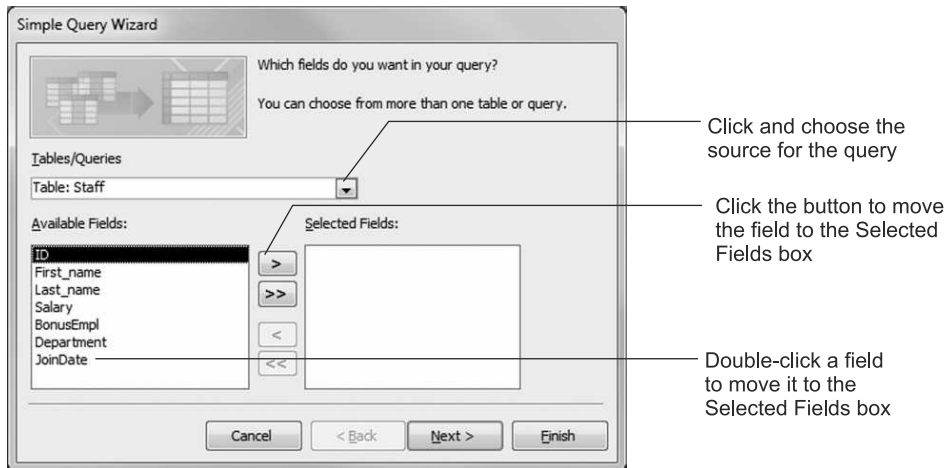 Simple Query Wizard
Which fields do you want in your query?
You can choose from more than one table or query.
Tables/Queries
Table: Staff
Available Fields:
Selected Fields:
ID
First_name
Last_name
Salary
BonusEmpl
Department
JoinDate
>
>>
<
<<
Cancel
< Back
Next >
Finish
Click and choose the
source for the query
Click the button to move
the field to the Selected
Fields box
Double-click a field
to move it to the
Selected Fields box